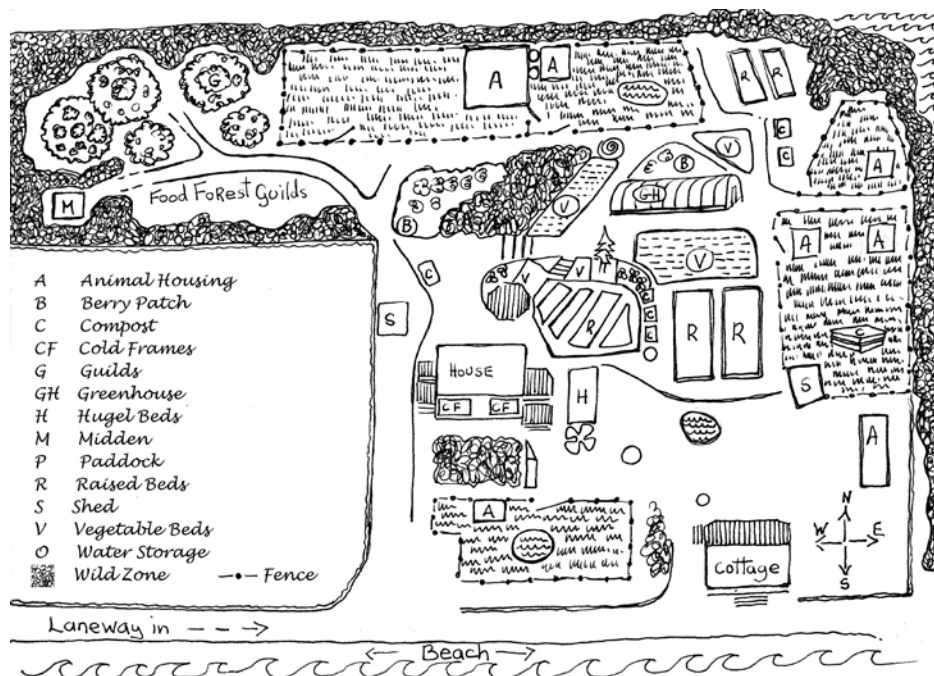 G
A
A
R
R
C
C
A
M
Food Forest Guilds
B
V
V
B
GH
A
A
V
C
V
V
S
R
C
C
C
R
R
C
HOUSE
CF
CF
H
S
A
A
Cottage
N
W
E
S
A Animal Housing
B Berry Patch
C Compost
CF Cold Frames
G Guilds
GH Greenhouse
H Hugel Beds
M Midden
P Paddock
R Raised Beds
S Shed
V Vegetable Beds
O Water Storage
Wild Zone
Fence
Laneway in
Beach